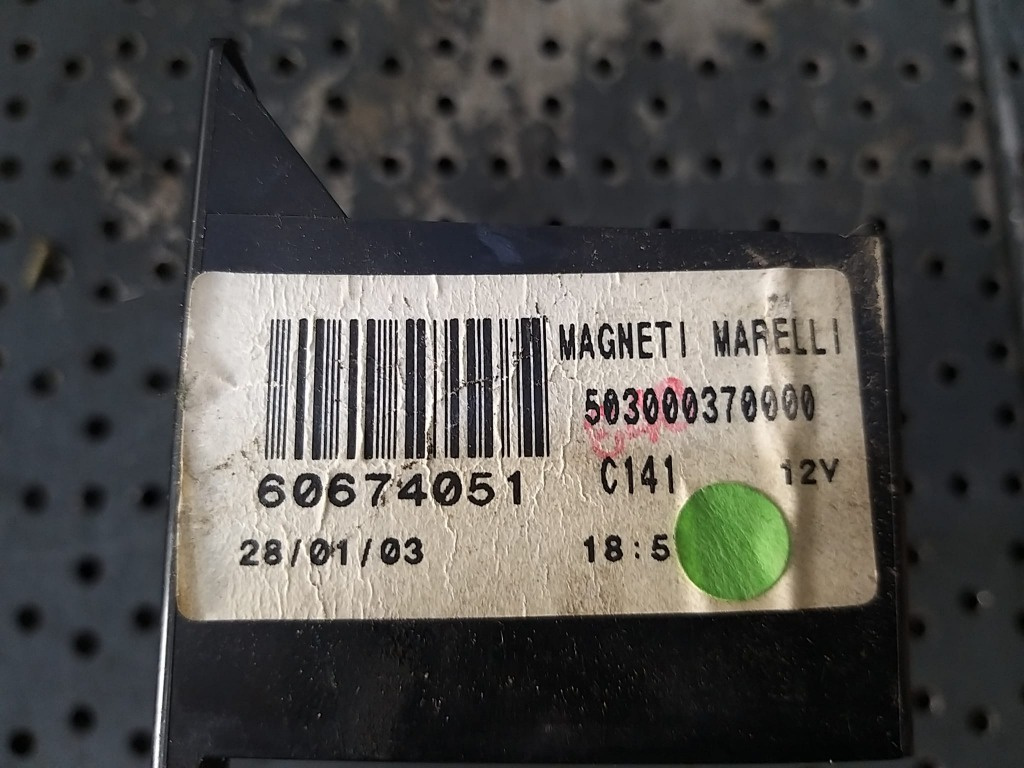 MAGNETI MARELLI
503000370000
60674051
C141 12V
28/01/03 18:5